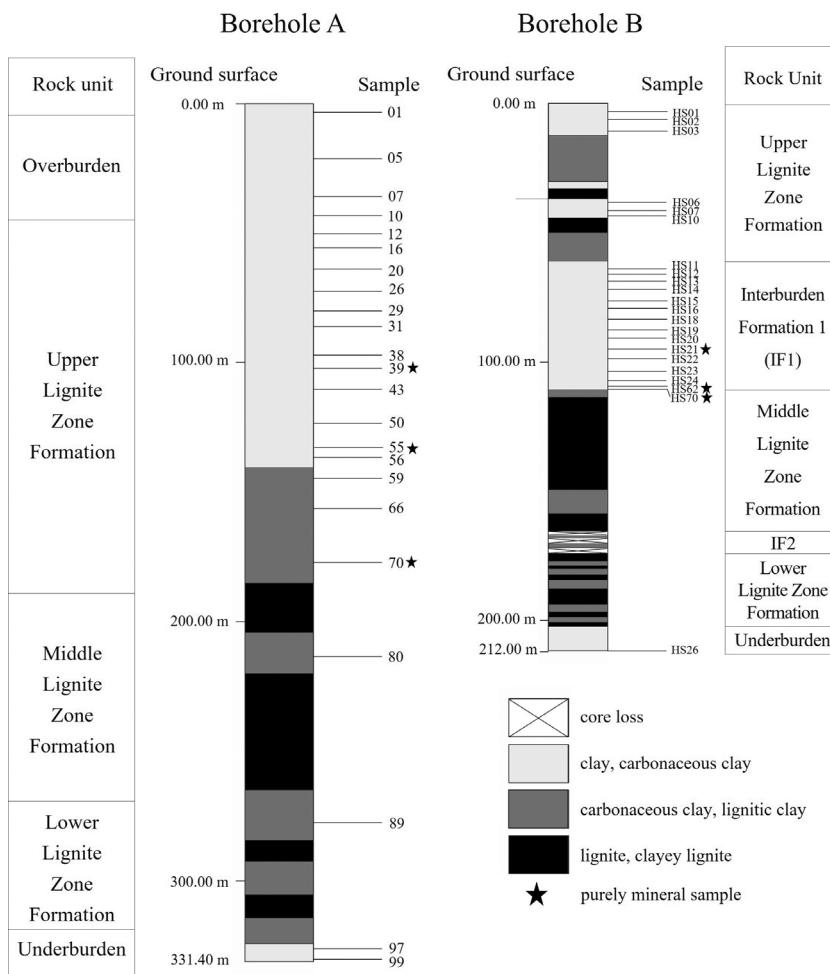 Borehole A
Borehole B
Rock unit
Ground surface
Sample
0.00 m
100.00 m
200.00 m
300.00 m
331.40 m
Overburden
Upper
Lignite
Zone
Formation
Middle
Lignite
Zone
Formation
Lower
Lignite
Zone
Formation
Underburden
01
05
07
10
12
16
20
26
29
31
38
39
43
50
55
56
59
66
70
80
89
97
99
Ground surface
Sample
Rock Unit
0.00 m
100.00 m
200.00 m
212.00 m
HS01
HS02
HS03
HS06
HS07
HS10
HS11
HS12
HS13
HS14
HS15
HS16
HS18
HS19
HS20
HS21
HS22
HS23
HS24
HS62
HS70
HS26
Upper
Lignite
Zone
Formation
Interburden
Formation 1
(IF1)
Middle
Lignite
Zone
Formation
IF2
Lower
Lignite Zone
Formation
Underburden
core loss
clay, carbonaceous clay
carbonaceous clay, lignitic clay
lignite, clayey lignite
purely mineral sample